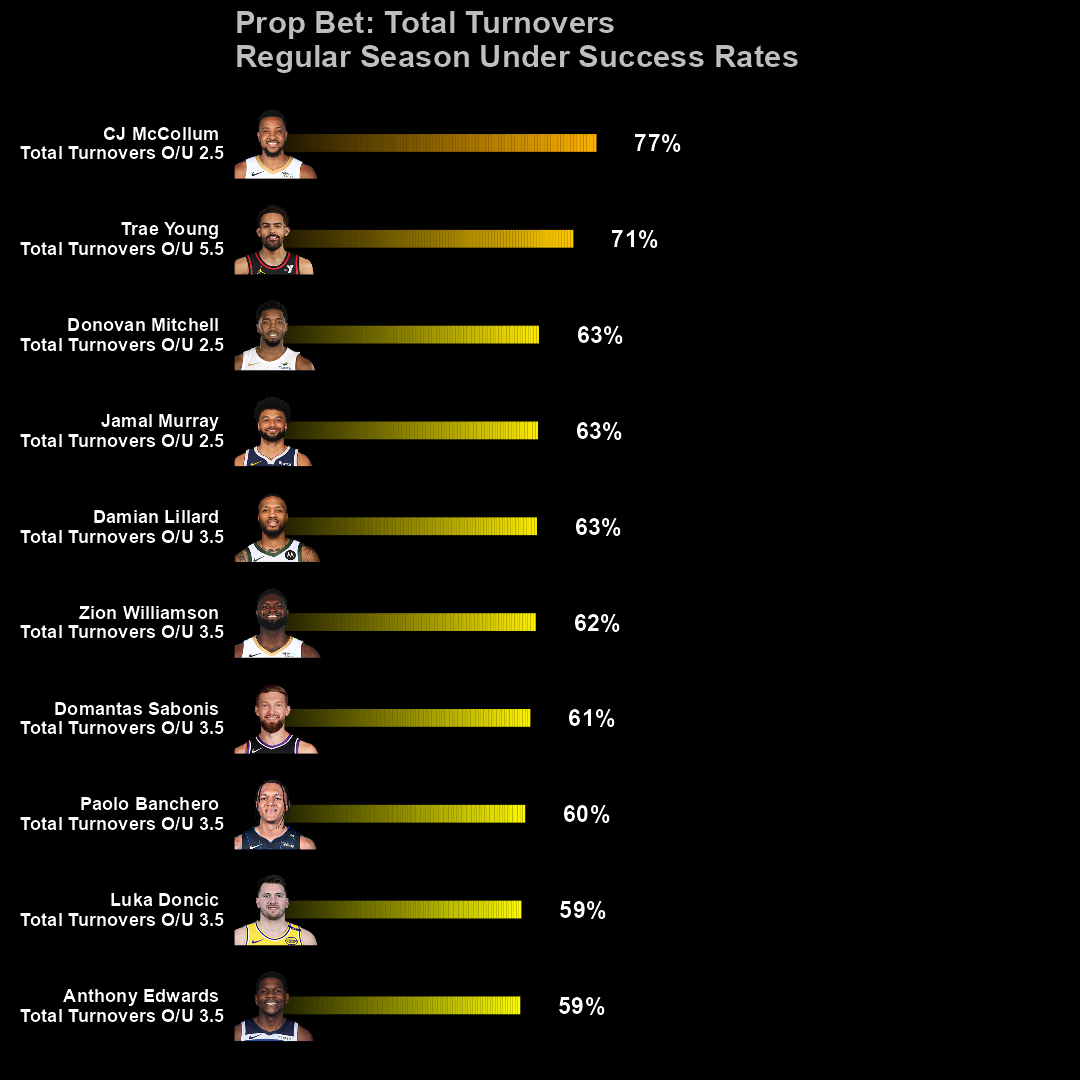 Prop Bet: Total Turnovers
Regular Season Under Success Rates
CJ McCollum
Total Turnovers O/U 2.5
77%
Trae Young
Total Turnovers O/U 5.5
71%
Donovan Mitchell
Total Turnovers O/U 2.5
63%
Jamal Murray
Total Turnovers O/U 2.5
63%
Damian Lillard
Total Turnovers O/U 3.5
63%
Zion Williamson
Total Turnovers O/U 3.5
62%
Domantas Sabonis
Total Turnovers O/U 3.5
61%
Paolo Banchero
Total Turnovers O/U 3.5
60%
Luka Doncic
Total Turnovers O/U 3.5
59%
Anthony Edwards
Total Turnovers O/U 3.5
59%